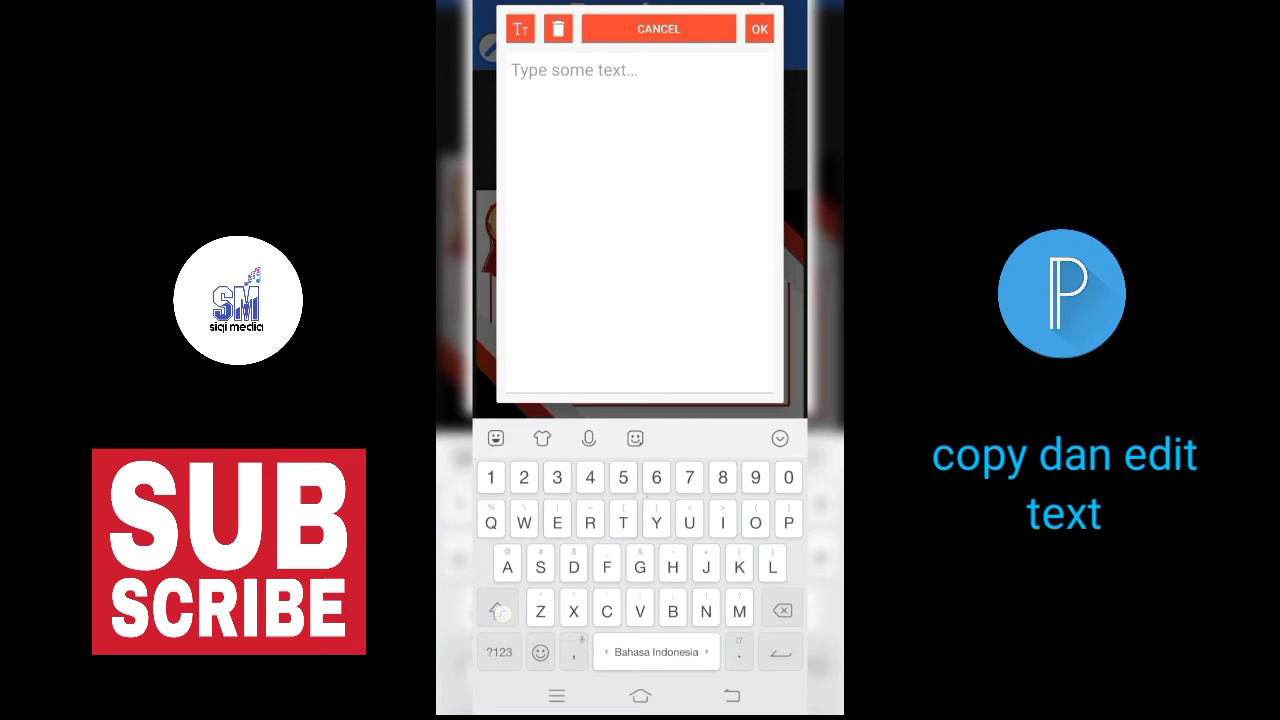 TT
CANCEL
OK
Type some text...
SM
siqi media
SUB
SCRIBE
P
copy dan edit
text
1 2 3 4 5 6 7 8 9 0
% \ | = [ ] < > { }
Q W E R T Y U I O P
@ # $ _ & - + ( )
A S D F G H J K L
* " ' : ; ! ?
Z X C V B N M
!?
?123 , Bahasa Indonesia .